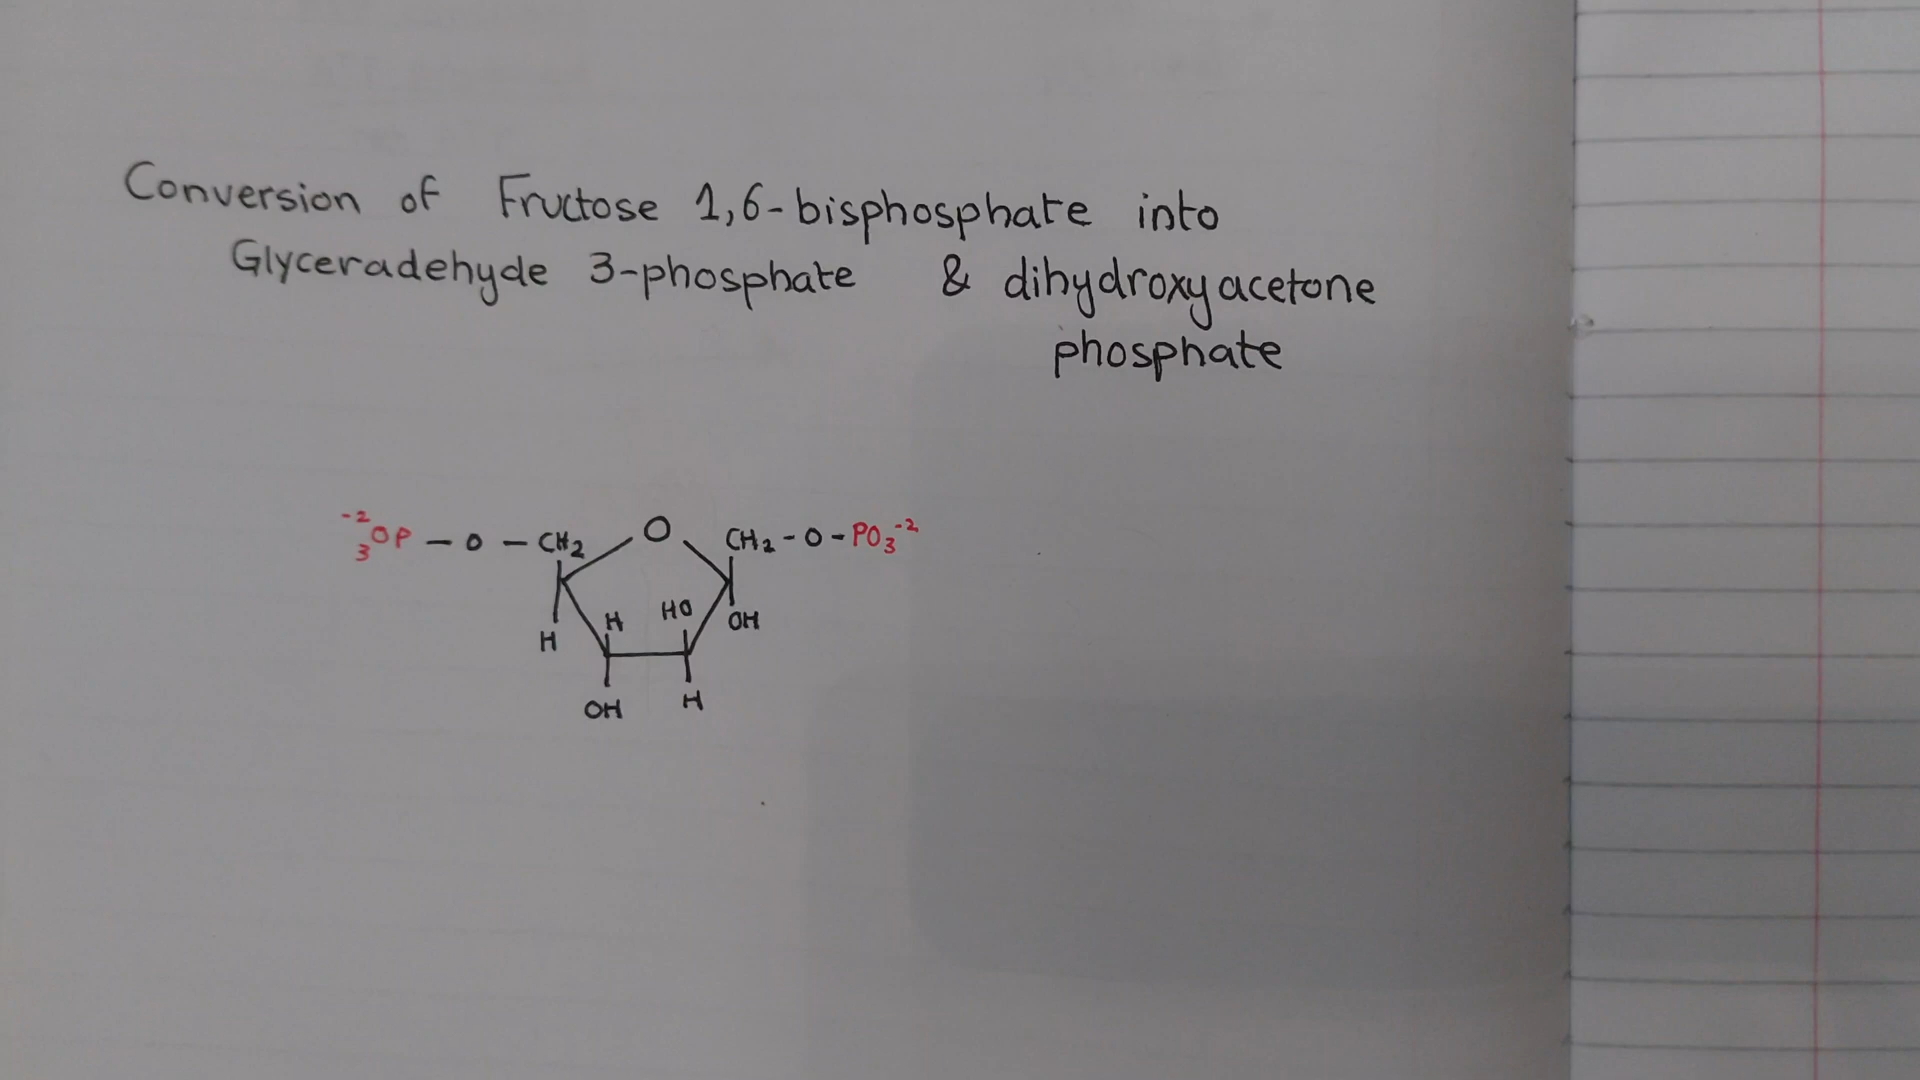 Conversion of Fructose 1,6-bisphosphate into
Glyceradehyde 3-phosphate & dihydroxyacetone
phosphate
-2 3OP - O - CH2 O CH2 - O - PO3-2
H H HO OH
OH H